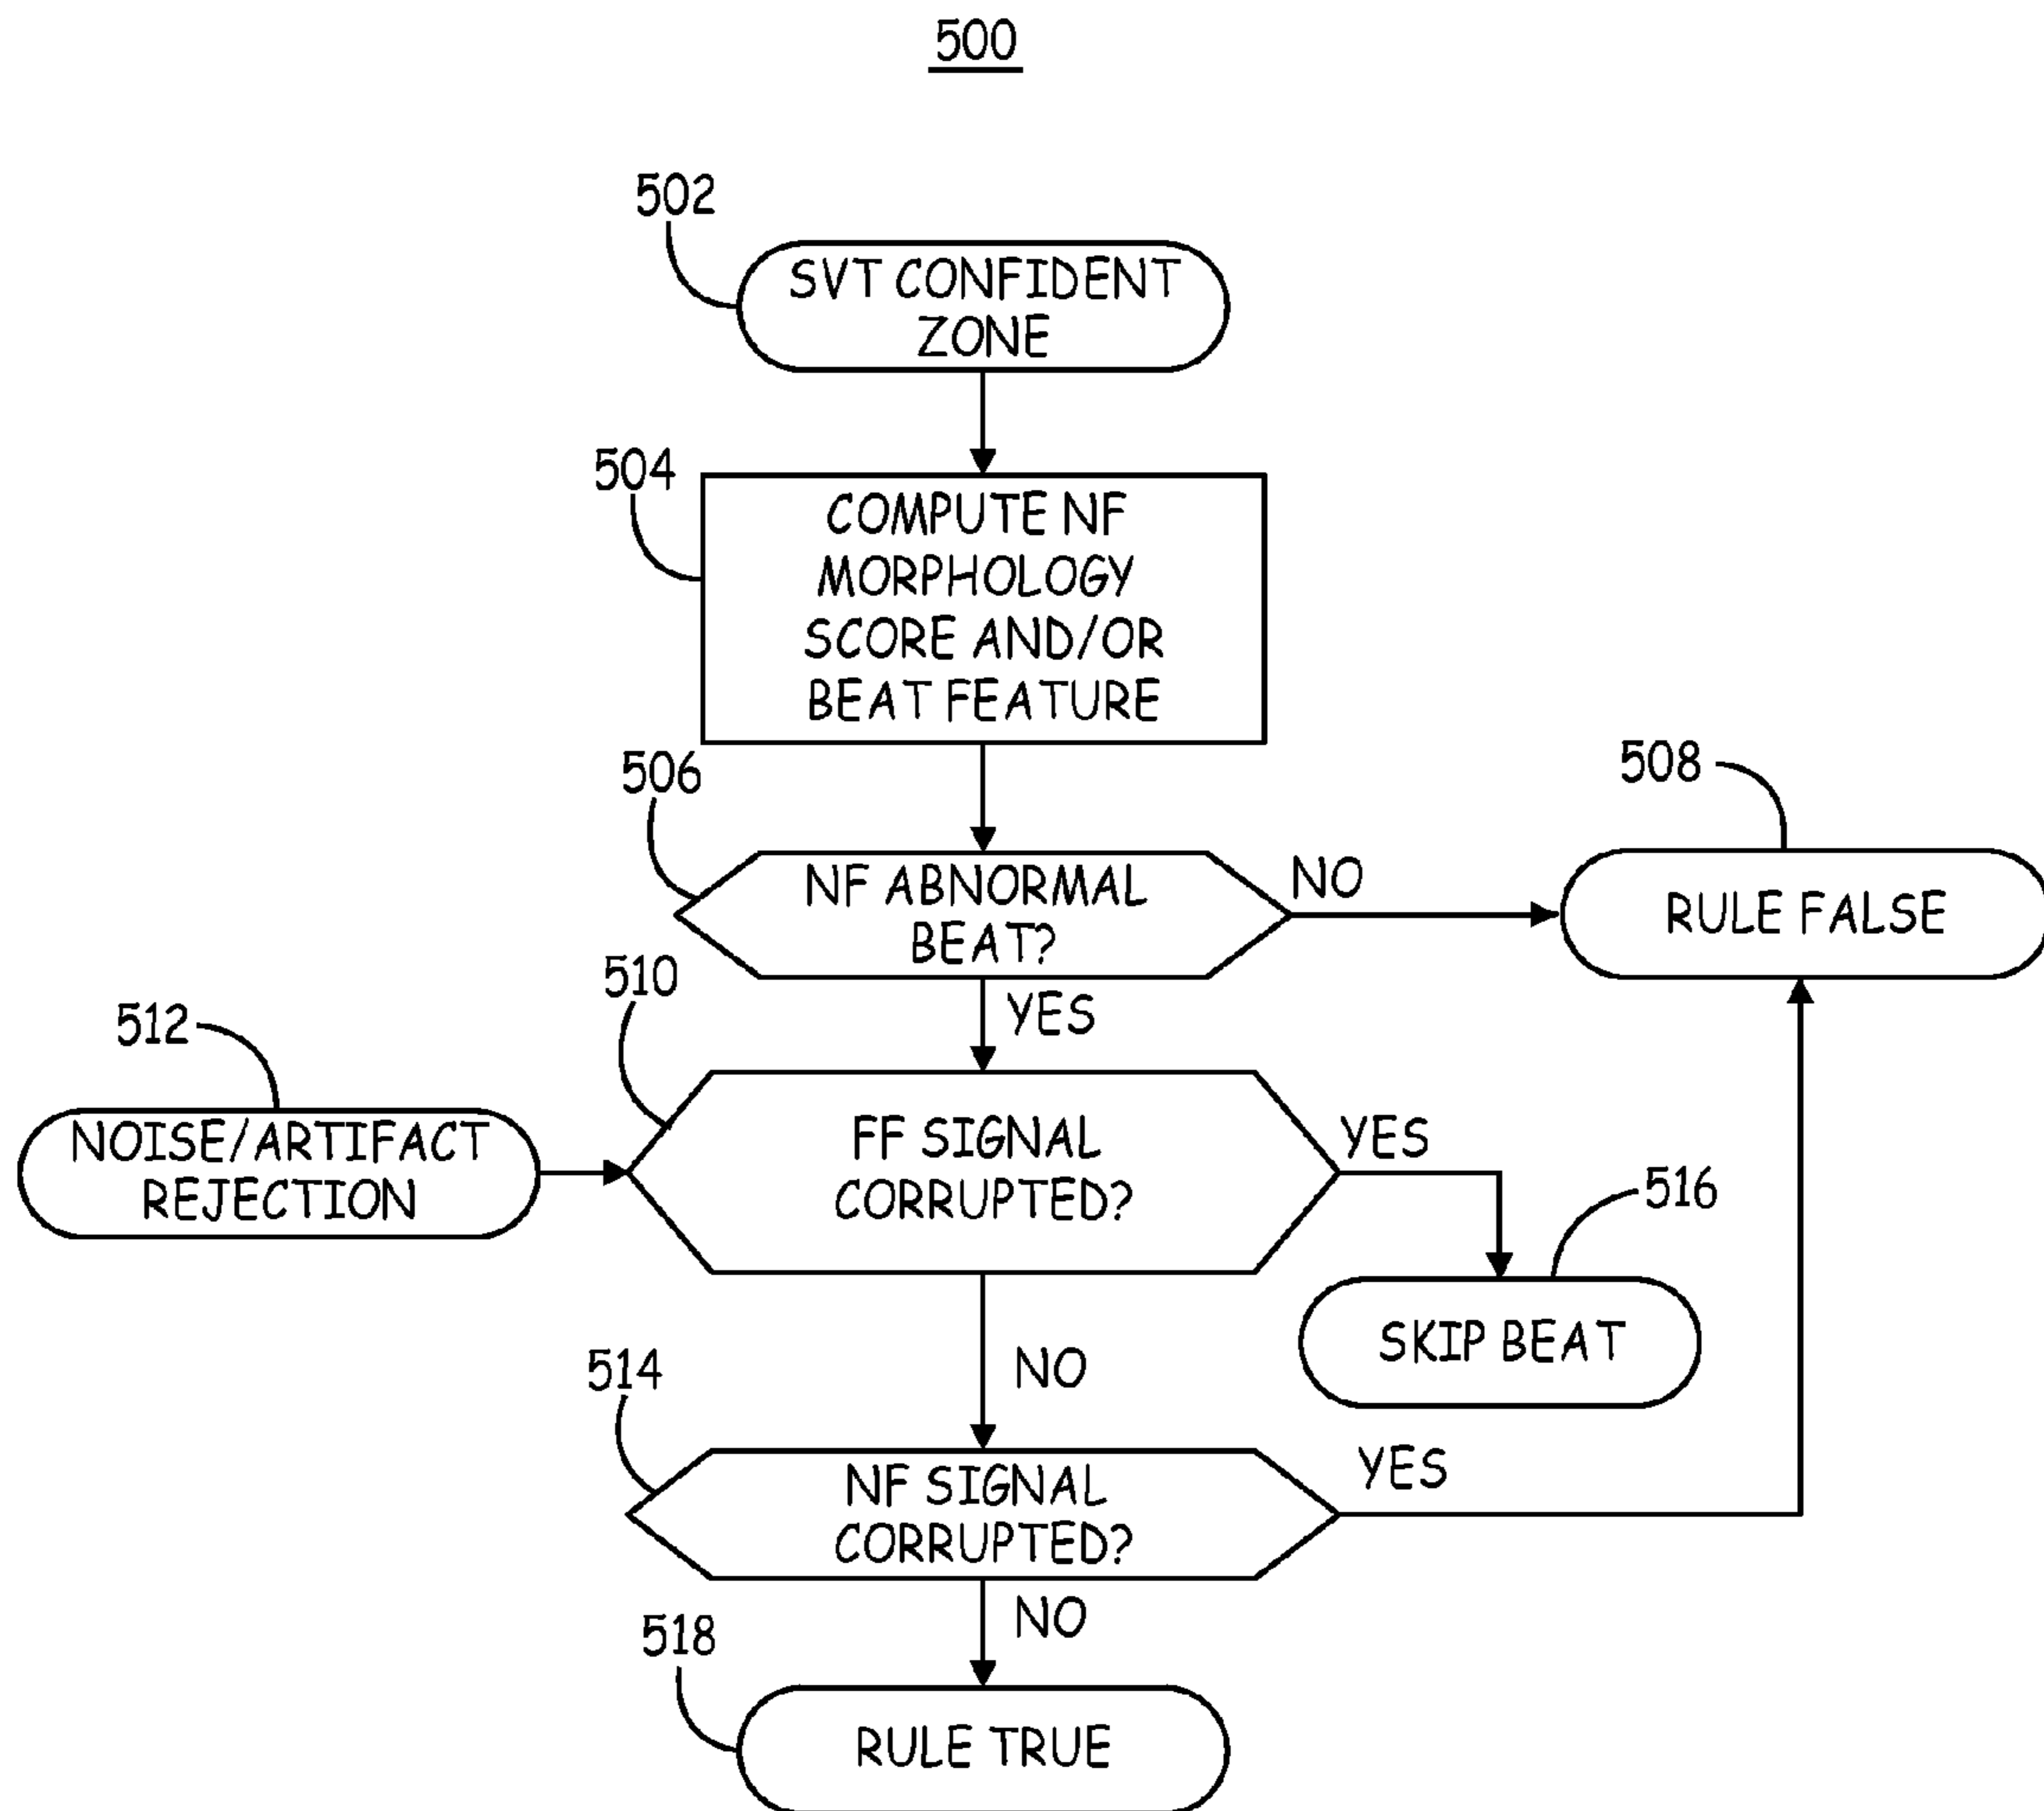 500
502
SVT CONFIDENT
ZONE
504
COMPUTE NF
MORPHOLOGY
SCORE AND/OR
BEAT FEATURE
506
508
NF ABNORMAL
BEAT?
NO
RULE FALSE
510
YES
512
NOISE/ARTIFACT
REJECTION
FF SIGNAL
CORRUPTED?
YES
516
SKIP BEAT
NO
514
NF SIGNAL
CORRUPTED?
YES
NO
518
RULE TRUE